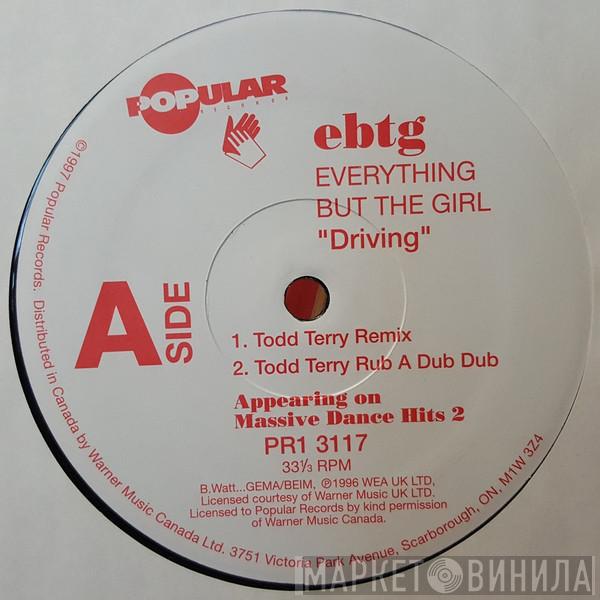 POPULAR
RECORDS
ebtg
EVERYTHING
BUT THE GIRL
"Driving"
A SIDE
1. Todd Terry Remix
2. Todd Terry Rub A Dub Dub
Appearing on
Massive Dance Hits 2
PR1 3117
33⅓ RPM
B.Watt...GEMA/BEIM, ℗1996 WEA UK LTD,
Licensed courtesy of Warner Music UK LTD.
Licensed to Popular Records by kind permission
of Warner Music Canada.
©1997 Popular Records. Distributed in Canada by Warner Music Canada Ltd. 3751 Victoria Park Avenue, Scarborough, ON, M1W 3Z4
МАРКЕТ ВИНИЛА